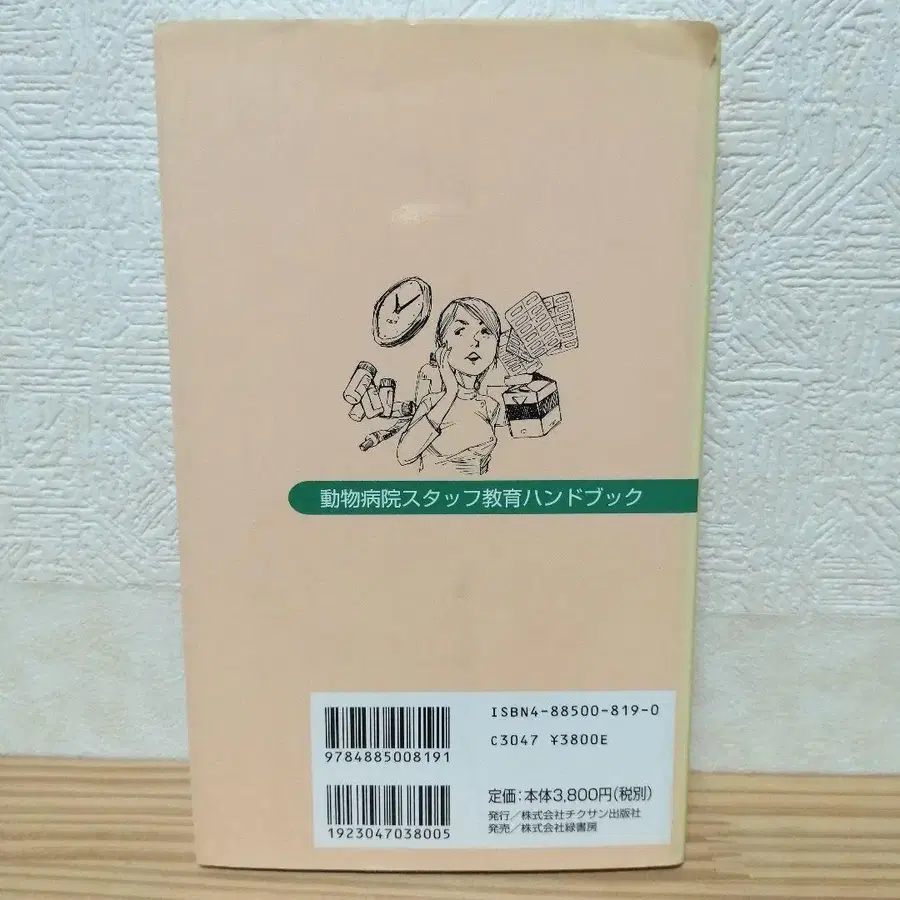 動物病院スタッフ教育ハンドブック
ISBN4-88500-819-0
C3047 ¥3800E
9784885008191
定価:本体3,800円(税別)
発行/株式会社チクサン出版社
発売/株式会社緑書房
1923047038005